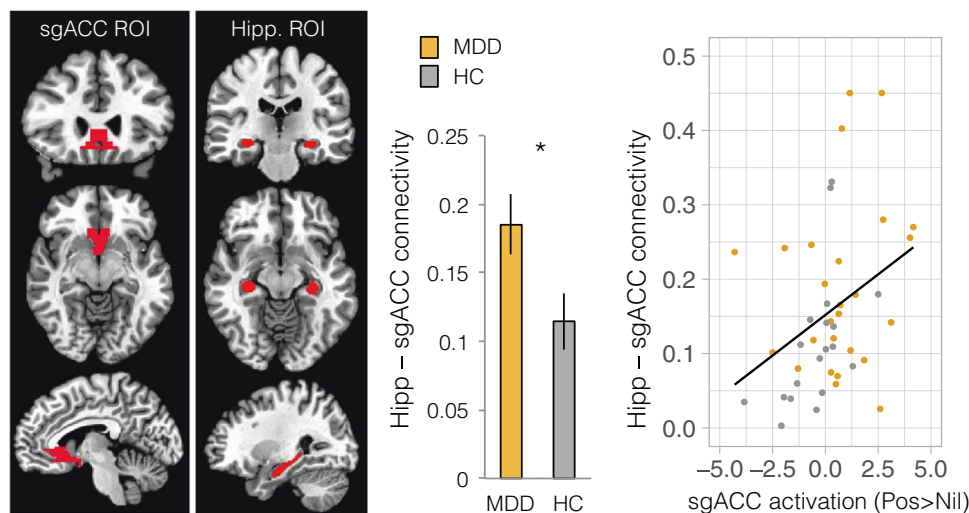 sgACC ROI
Hipp. ROI
MDD
HC
Hipp – sgACC connectivity
0.25
0.2
0.15
0.1
0.05
0
*
MDD
HC
Hipp – sgACC connectivity
0.5
0.4
0.3
0.2
0.1
0.0
−5.0
−2.5
0.0
2.5
5.0
sgACC activation (Pos>Nil)